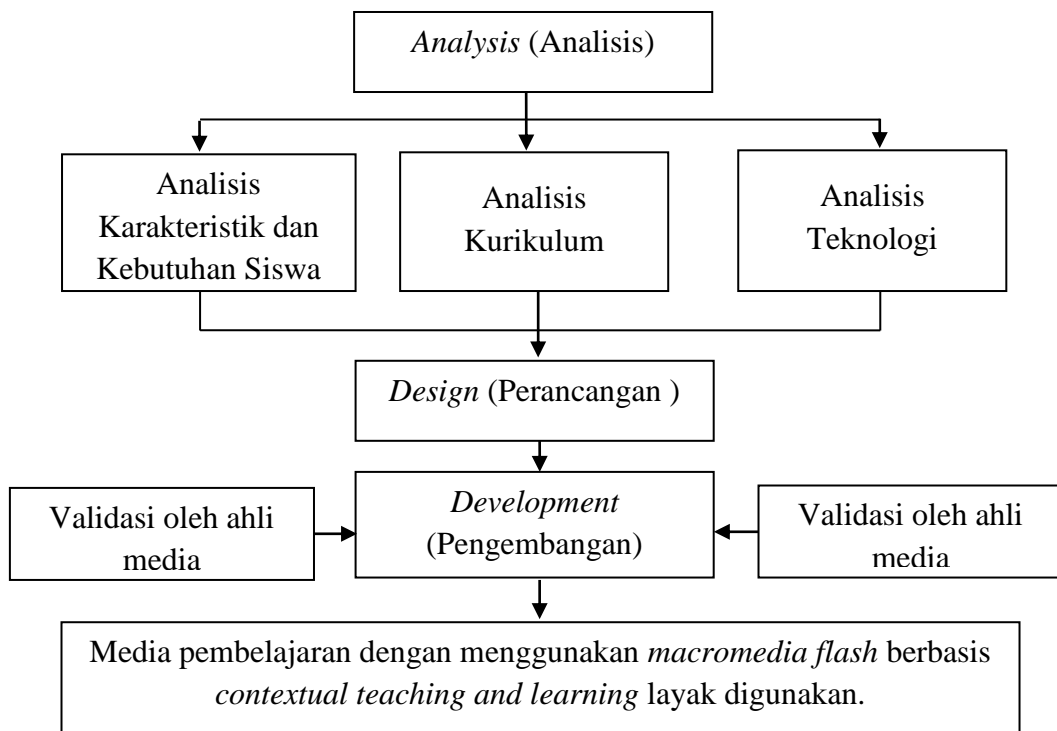 Analysis (Analisis)
Analisis
Karakteristik dan
Kebutuhan Siswa
Analisis
Kurikulum
Analisis
Teknologi
Design (Perancangan )
Validasi oleh ahli
media
Development
(Pengembangan)
Validasi oleh ahli
media
Media pembelajaran dengan menggunakan macromedia flash berbasis
contextual teaching and learning layak digunakan.